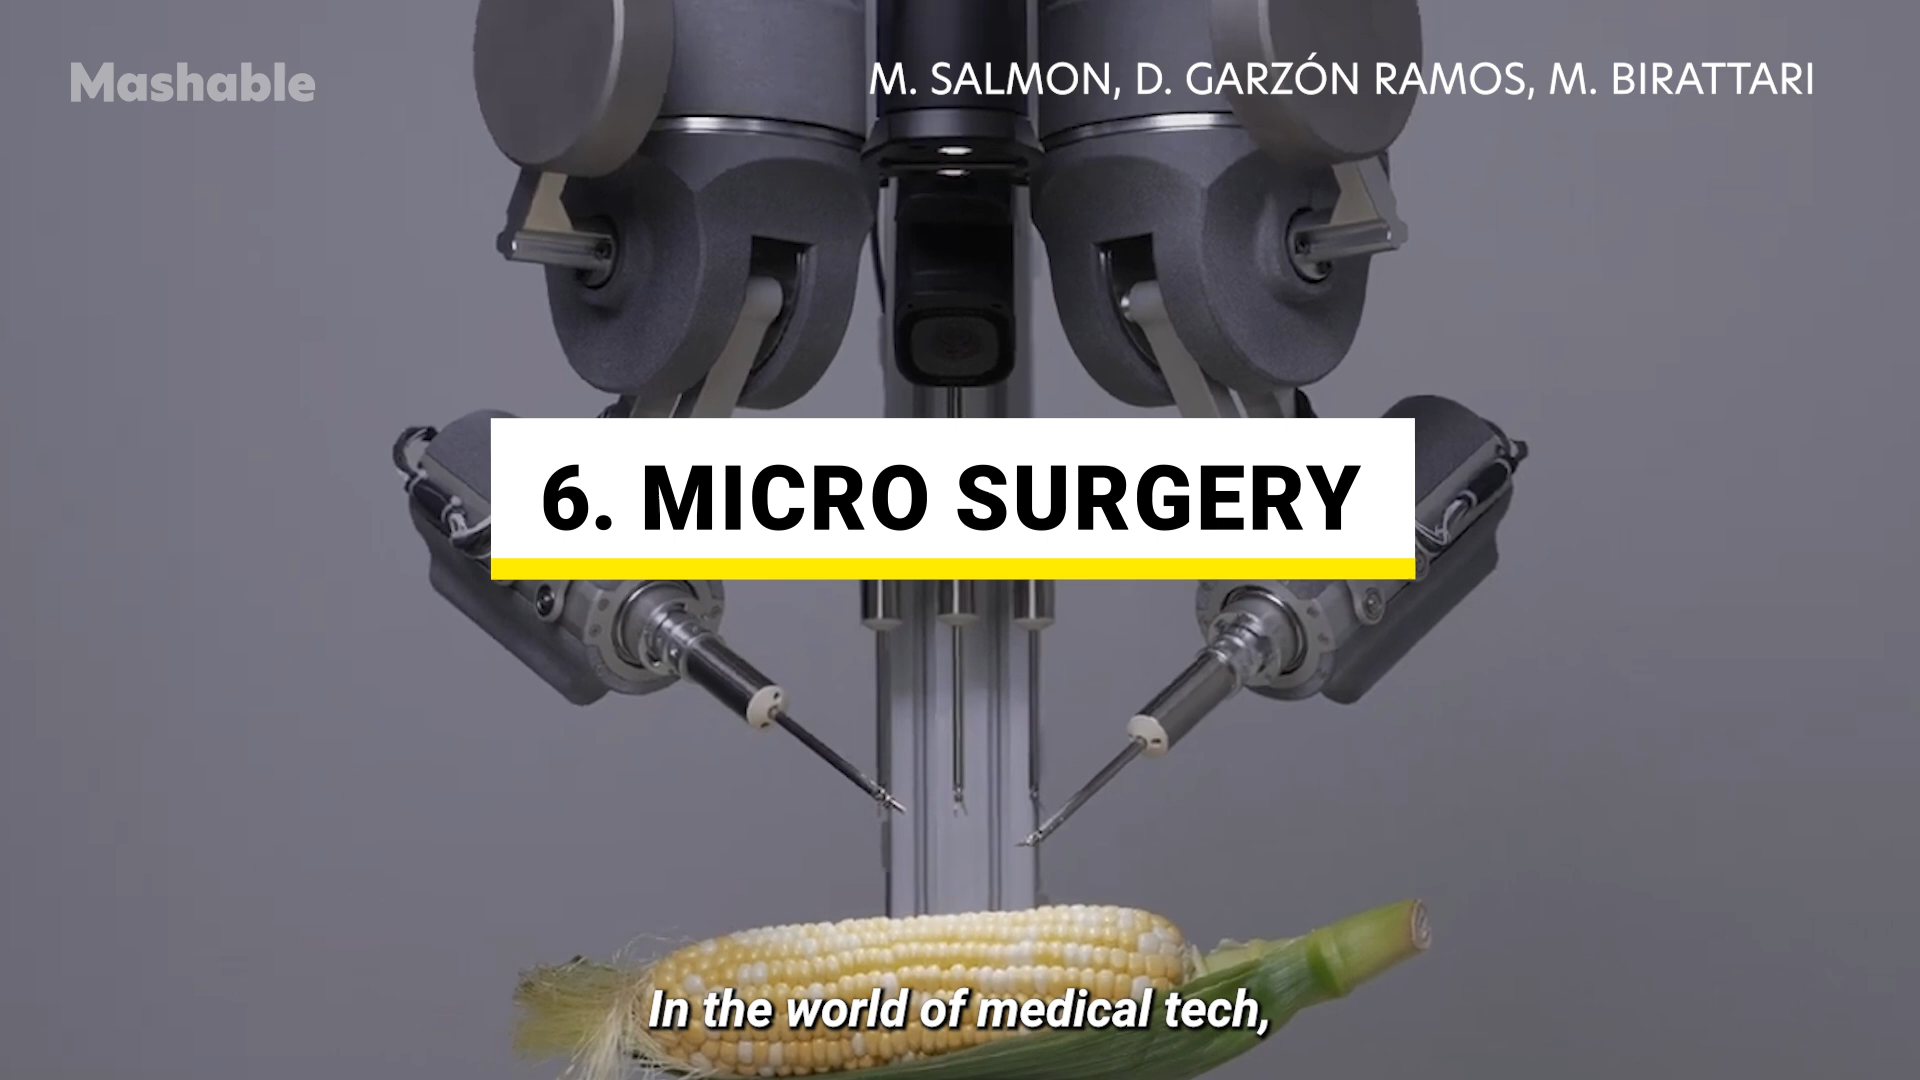 Mashable
M. SALMON, D. GARZÓN RAMOS, M. BIRATTARI
6. MICRO SURGERY
In the world of medical tech,